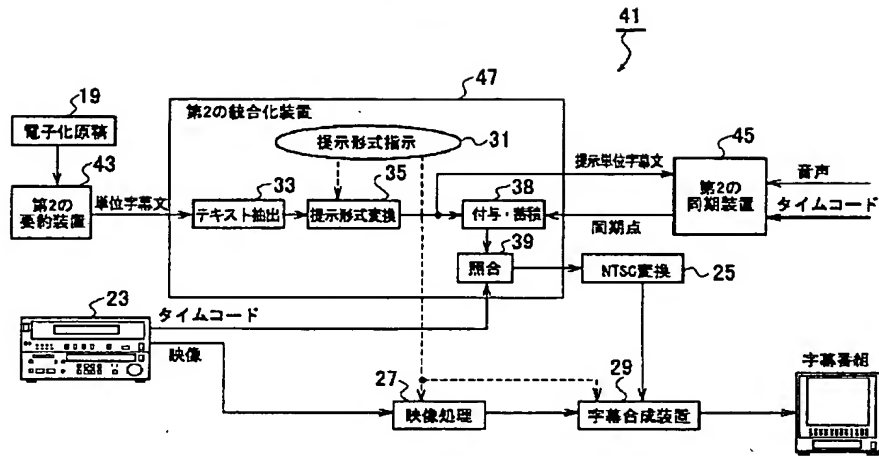 41
47
19
電子化原稿
43
第2の
要約装置
単位字幕文
第2の統合化装置
提示形式指示
31
33
テキスト抽出
35
提示形式変換
38
付与・蓄積
39
照合
提示単位字幕文
45
第2の
同期装置
音声
タイムコード
同期点
NTSC変換
25
23
タイムコード
映像
27
映像処理
29
字幕合成装置
字幕番組